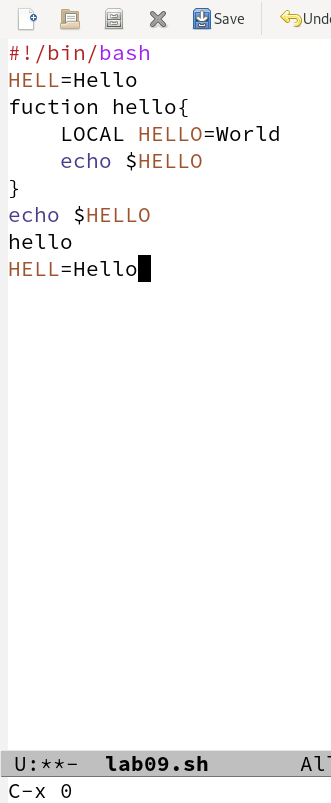 Save Undo
#!/bin/bash
HELL=Hello
fuction hello{
    LOCAL HELLO=World
    echo $HELLO
}
echo $HELLO
hello
HELL=Hello
U:**-  lab09.sh  All
C-x 0